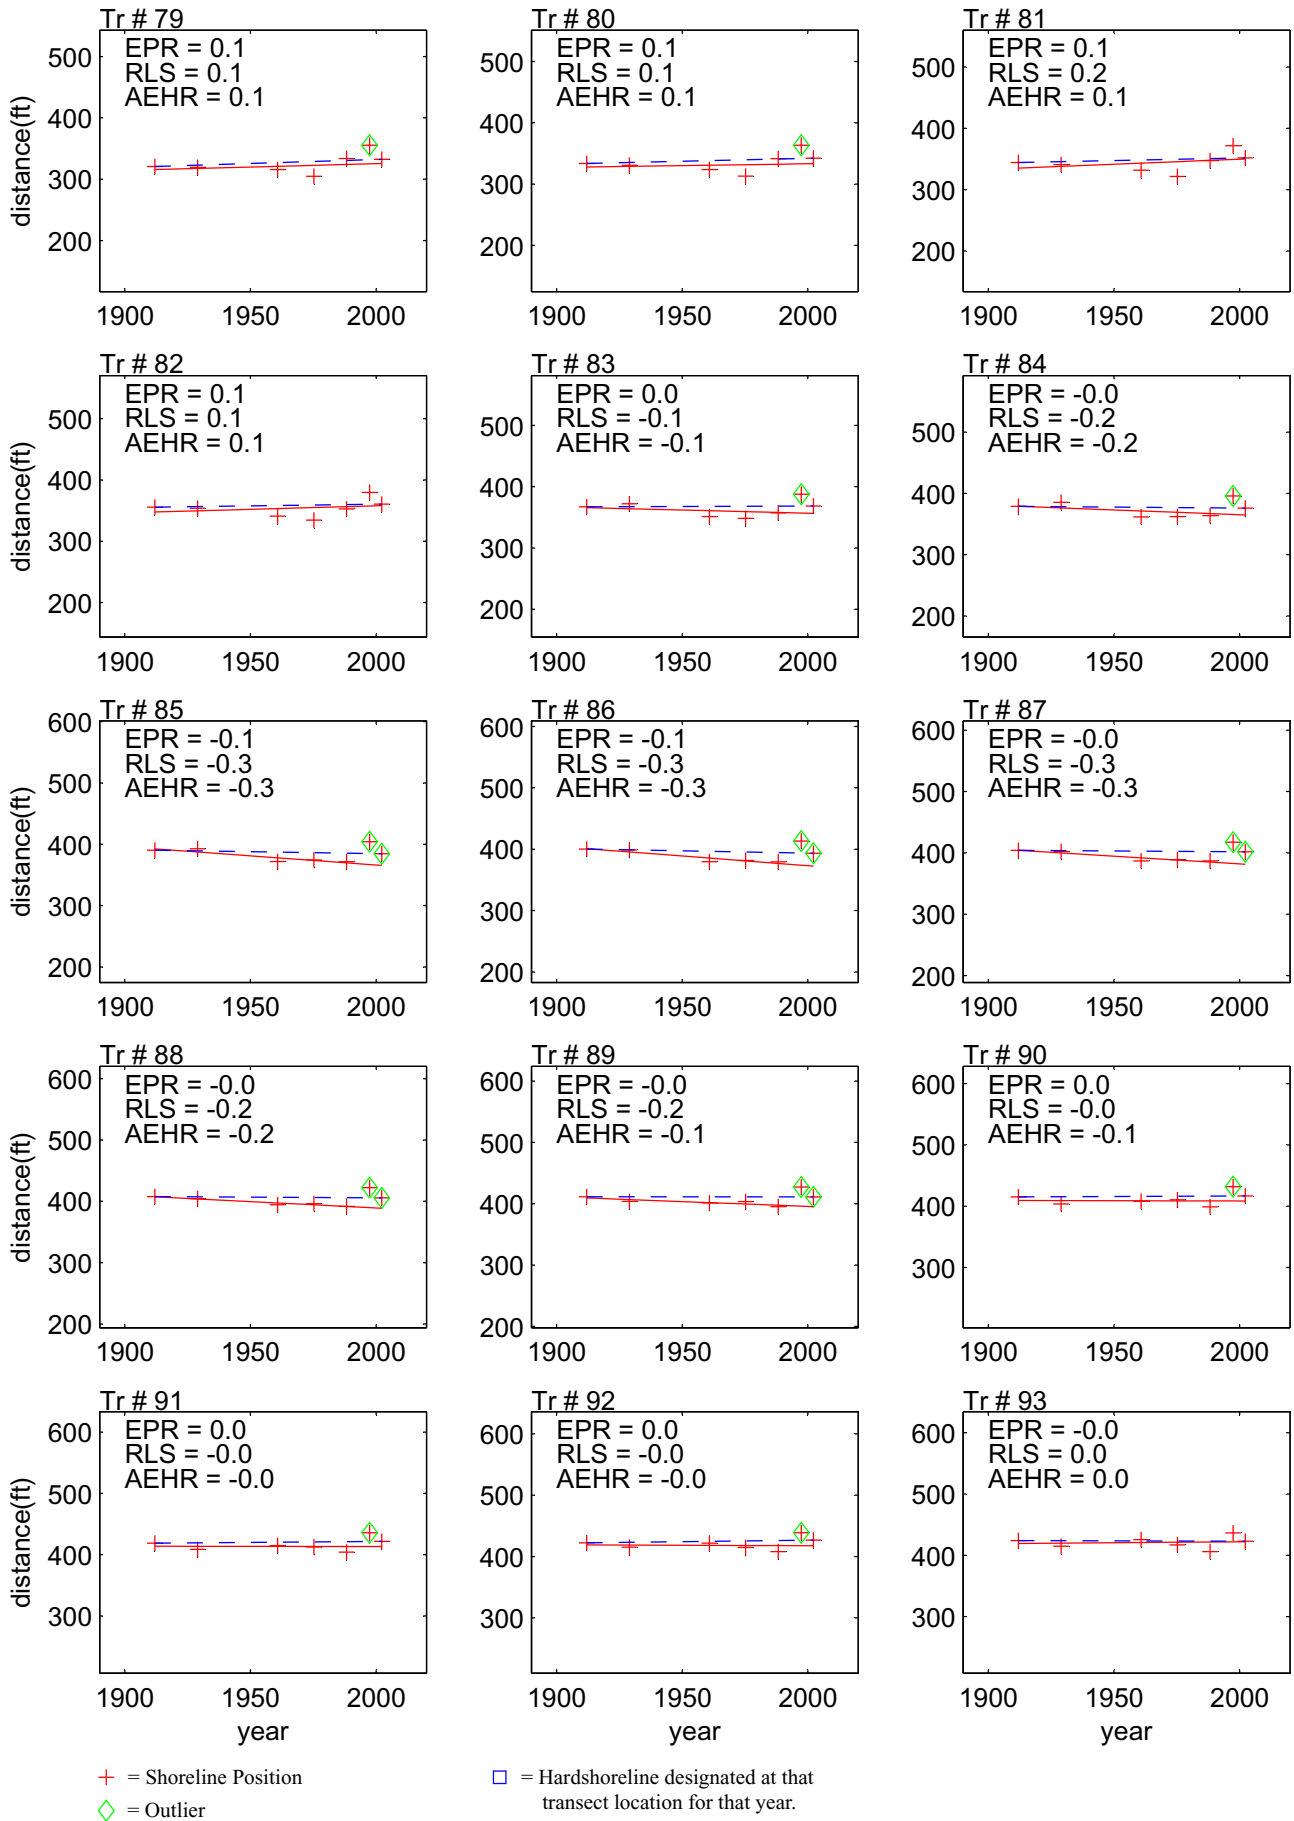 Tr # 79
EPR = 0.1
RLS = 0.1
AEHR = 0.1
500
400
300
200
distance(ft)
1900 1950 2000
Tr # 80
EPR = 0.1
RLS = 0.1
AEHR = 0.1
500
400
300
200
1900 1950 2000
Tr # 81
EPR = 0.1
RLS = 0.2
AEHR = 0.1
500
400
300
200
1900 1950 2000
Tr # 82
EPR = 0.1
RLS = 0.1
AEHR = 0.1
500
400
300
200
distance(ft)
1900 1950 2000
Tr # 83
EPR = 0.0
RLS = -0.1
AEHR = -0.1
500
400
300
200
1900 1950 2000
Tr # 84
EPR = -0.0
RLS = -0.2
AEHR = -0.2
500
400
300
200
1900 1950 2000
Tr # 85
EPR = -0.1
RLS = -0.3
AEHR = -0.3
600
500
400
300
200
distance(ft)
1900 1950 2000
Tr # 86
EPR = -0.1
RLS = -0.3
AEHR = -0.3
600
500
400
300
200
1900 1950 2000
Tr # 87
EPR = -0.0
RLS = -0.3
AEHR = -0.3
600
500
400
300
200
1900 1950 2000
Tr # 88
EPR = -0.0
RLS = -0.2
AEHR = -0.2
600
500
400
300
200
distance(ft)
1900 1950 2000
Tr # 89
EPR = -0.0
RLS = -0.2
AEHR = -0.1
600
500
400
300
200
1900 1950 2000
Tr # 90
EPR = 0.0
RLS = -0.0
AEHR = -0.1
600
500
400
300
1900 1950 2000
Tr # 91
EPR = 0.0
RLS = -0.0
AEHR = -0.0
600
500
400
300
distance(ft)
1900 1950 2000
year
Tr # 92
EPR = 0.0
RLS = -0.0
AEHR = -0.0
600
500
400
300
1900 1950 2000
year
Tr # 93
EPR = -0.0
RLS = 0.0
AEHR = 0.0
600
500
400
300
1900 1950 2000
year
= Shoreline Position
= Outlier
= Hardshoreline designated at that
transect location for that year.